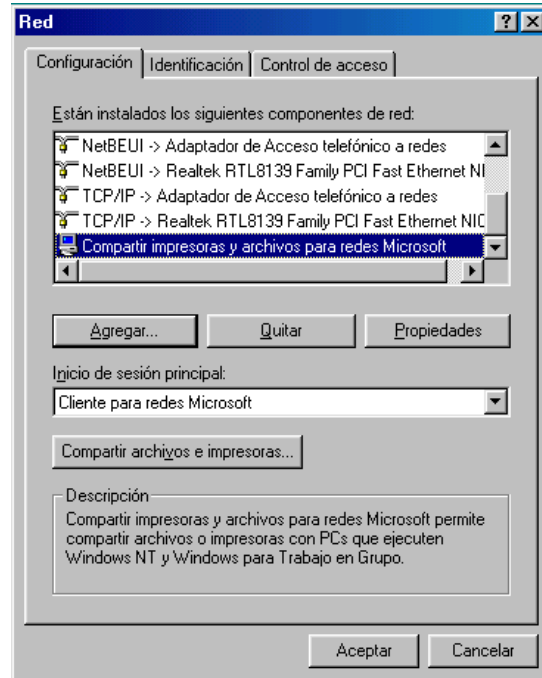 Red
Configuración Identificación Control de acceso
Están instalados los siguientes componentes de red:
NetBEUI -> Adaptador de Acceso telefónico a redes
NetBEUI -> Realtek RTL8139 Family PCI Fast Ethernet NI
TCP/IP -> Adaptador de Acceso telefónico a redes
TCP/IP -> Realtek RTL8139 Family PCI Fast Ethernet NIC
Compartir impresoras y archivos para redes Microsoft
Agregar... Quitar Propiedades
Inicio de sesión principal:
Cliente para redes Microsoft
Compartir archivos e impresoras...
Descripción
Compartir impresoras y archivos para redes Microsoft permite
compartir archivos o impresoras con PCs que ejecuten
Windows NT y Windows para Trabajo en Grupo.
Aceptar Cancelar